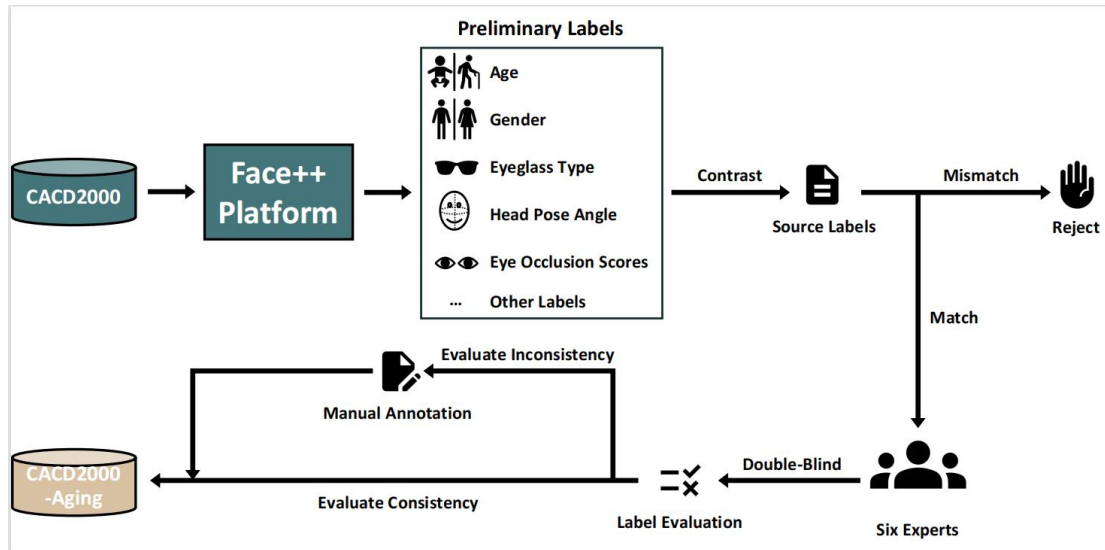 Preliminary Labels
Age
Gender
Eyeglass Type
Head Pose Angle
Eye Occlusion Scores
... Other Labels
CACD2000
Face++
Platform
Contrast
Source Labels
Mismatch
Reject
Match
Evaluate Inconsistency
Manual Annotation
CACD2000
-Aging
Evaluate Consistency
Double-Blind
Label Evaluation
Six Experts